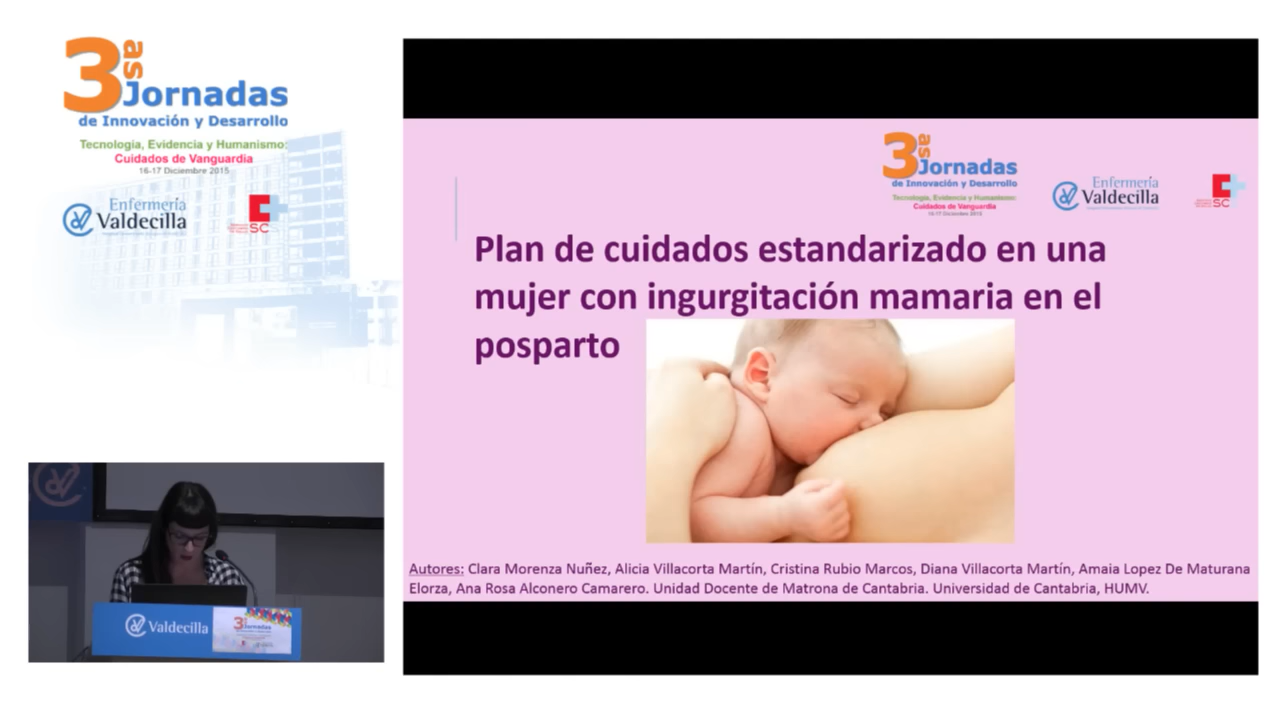 3as
Jornadas
de Innovación y Desarrollo
Tecnología, Evidencia y Humanismo:
Cuidados de Vanguardia
16-17 Diciembre 2015
Enfermería
Valdecilla
SC
3as
Jornadas
de Innovación y Desarrollo
Tecnología, Evidencia y Humanismo:
Cuidados de Vanguardia
16-17 Diciembre 2015
Enfermería
Valdecilla
SC
Plan de cuidados estandarizado en una
mujer con ingurgitación mamaria en el
posparto
Autores: Clara Morenza Nuñez, Alicia Villacorta Martín, Cristina Rubio Marcos, Diana Villacorta Martín, Amaia Lopez De Maturana
Elorza, Ana Rosa Alconero Camarero. Unidad Docente de Matrona de Cantabria. Universidad de Cantabria, HUMV.
Valdecilla
3as
Jornadas